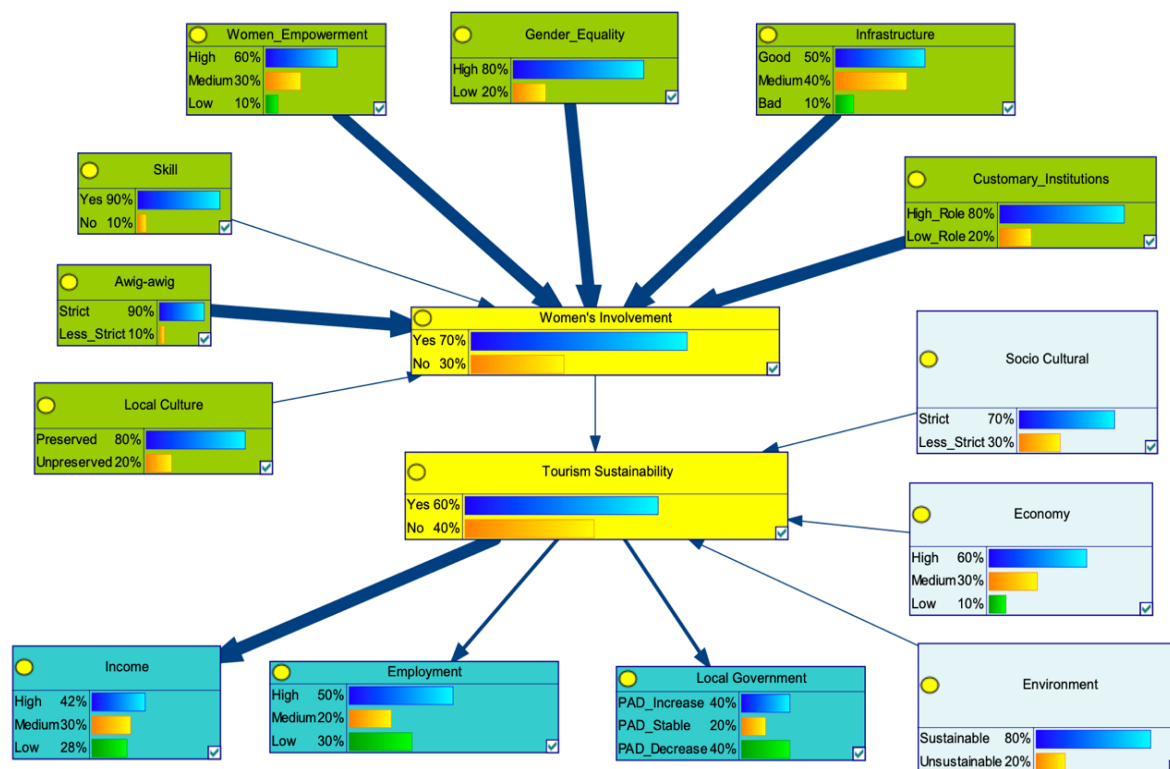 Women_Empowerment
High 60%
Medium 30%
Low 10%
Gender_Equality
High 80%
Low 20%
Infrastructure
Good 50%
Medium 40%
Bad 10%
Skill
Yes 90%
No 10%
Customary_Institutions
High_Role 80%
Low_Role 20%
Awig-awig
Strict 90%
Less_Strict 10%
Women's Involvement
Yes 70%
No 30%
Socio Cultural
Strict 70%
Less_Strict 30%
Local Culture
Preserved 80%
Unpreserved 20%
Tourism Sustainability
Yes 60%
No 40%
Economy
High 60%
Medium 30%
Low 10%
Income
High 42%
Medium 30%
Low 28%
Employment
High 50%
Medium 20%
Low 30%
Local Government
PAD_Increase 40%
PAD_Stable 20%
PAD_Decrease 40%
Environment
Sustainable 80%
Unsustainable 20%